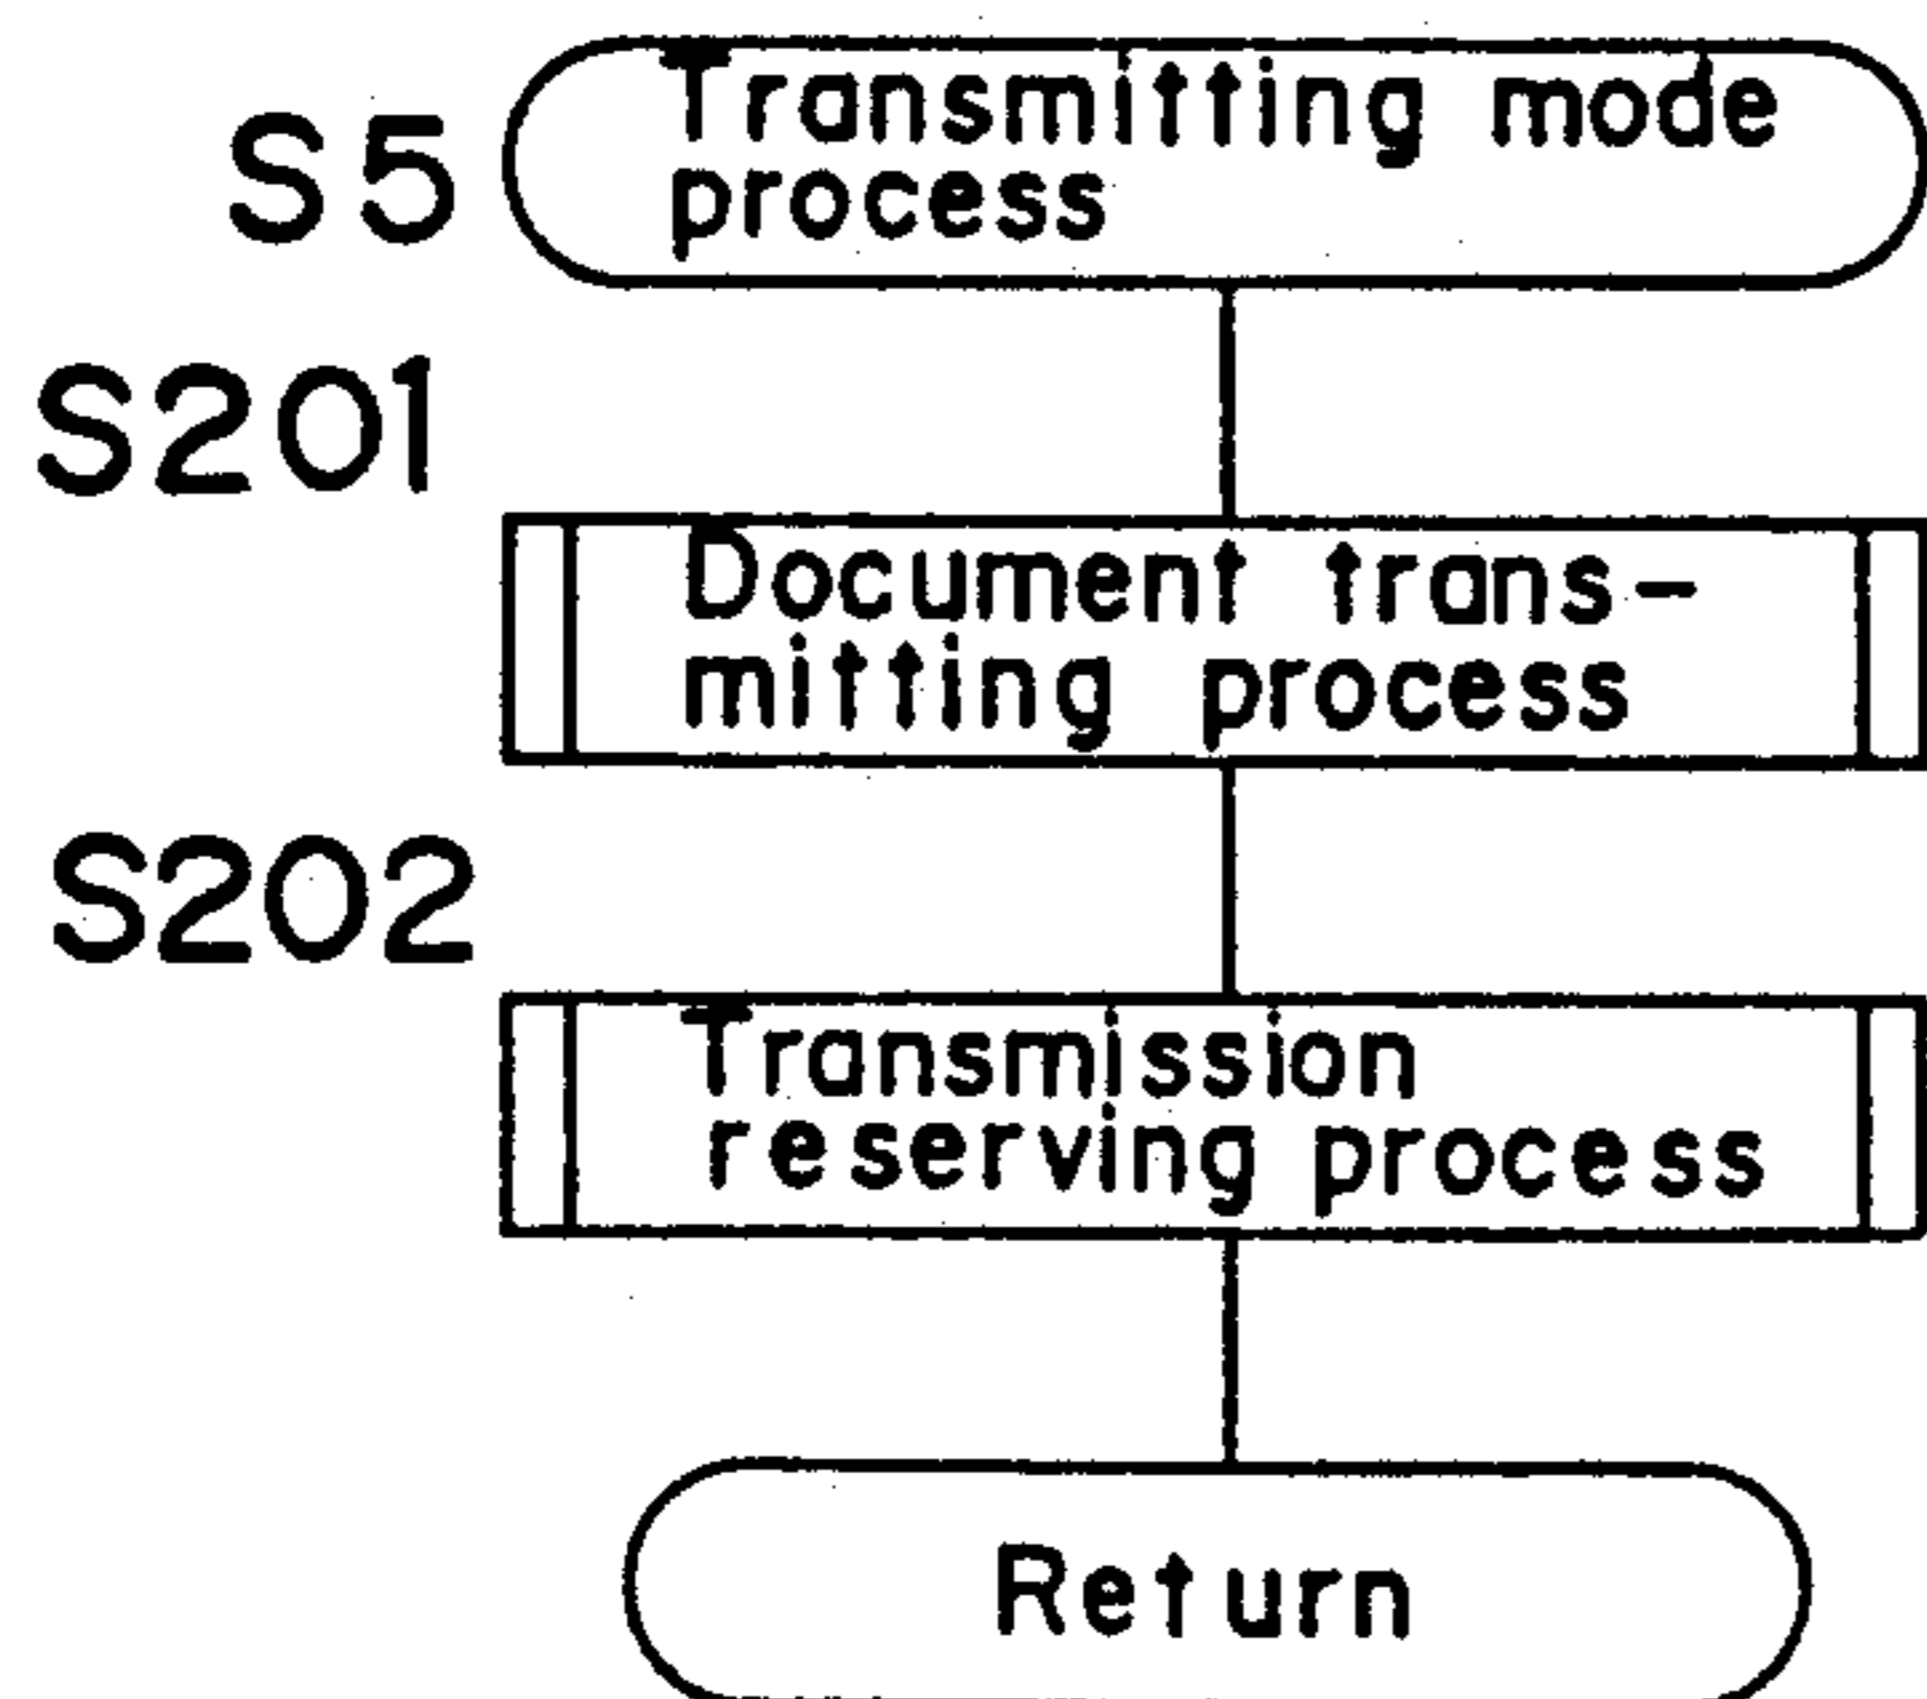 S5
Transmitting mode
process
S201
Document trans-
mitting process
S202
Transmission
reserving process
Return